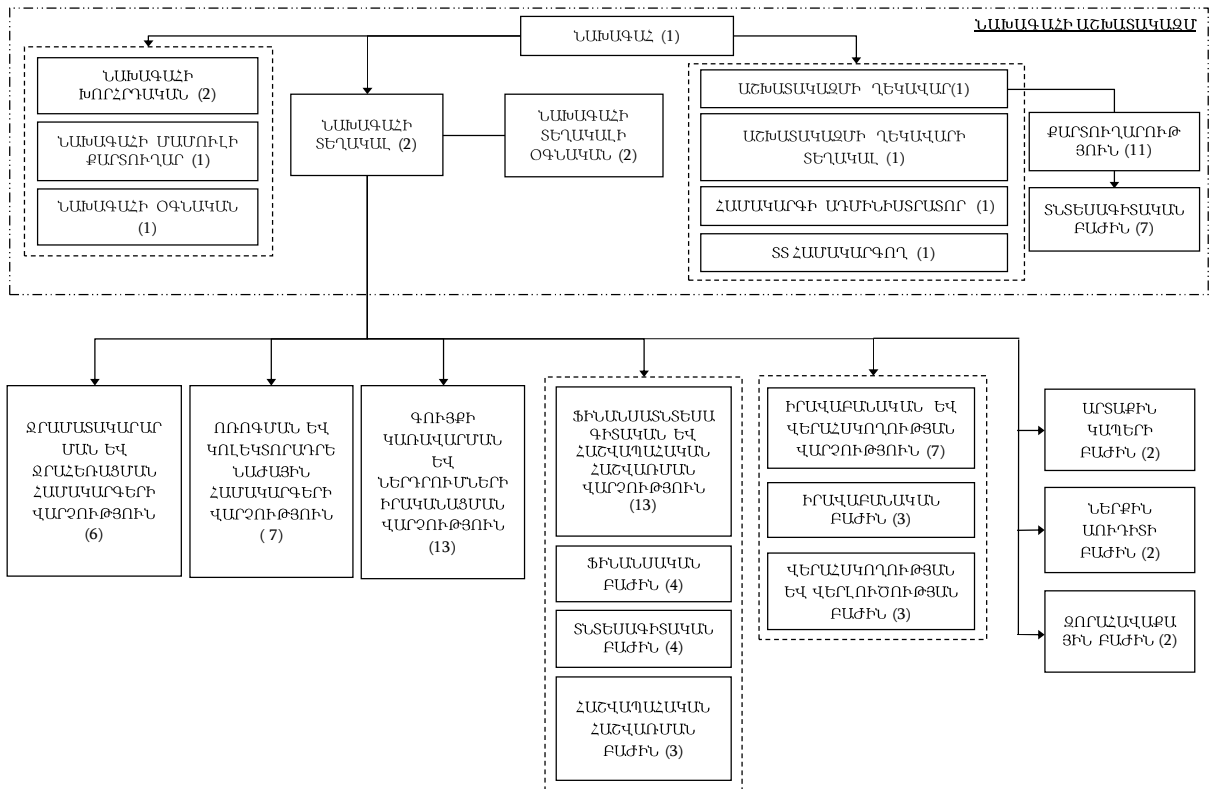 ՆԱԽԱԳԱՀԻ ԱՇԽԱՏԱԿԱԶՄ
ՆԱԽԱԳԱՀ (1)
ՆԱԽԱԳԱՀԻ
ԽՈՐՀՐԴԱԿԱՆ (2)
ՆԱԽԱԳԱՀԻ ՄԱՄՈՒԼԻ
ՔԱՐՏՈՒՂԱՐ (1)
ՆԱԽԱԳԱՀԻ ՕԳՆԱԿԱՆ
(1)
ՆԱԽԱԳԱՀԻ
ՏԵՂԱԿԱԼ (2)
ՆԱԽԱԳԱՀԻ
ՏԵՂԱԿԱԼԻ
ՕԳՆԱԿԱՆ (2)
ԱՇԽԱՏԱԿԱԶՄԻ ՂԵԿԱՎԱՐ(1)
ԱՇԽԱՏԱԿԱԶՄԻ ՂԵԿԱՎԱՐԻ
ՏԵՂԱԿԱԼ (1)
ՀԱՄԱԿԱՐԳԻ ԱԴՄԻՆԻՍՏՐԱՏՈՐ (1)
ՏՏ ՀԱՄԱԿԱՐԳՈՂ (1)
ՔԱՐՏՈՒՂԱՐՈՒԹ
ՅՈՒՆ (11)
ՏՆՏԵՍԱԳԻՏԱԿԱՆ
ԲԱԺԻՆ (7)
ՋՐԱՄԱՏԱԿԱՐԱՐ
ՄԱՆ ԵՎ
ՋՐԱՀԵՌԱՑՄԱՆ
ՀԱՄԱԿԱՐԳԵՐԻ
ՎԱՐՉՈՒԹՅՈՒՆ
(6)
ՈՌՈԳՄԱՆ ԵՎ
ԿՈԼԵԿՏՈՐԱԴՐԵ
ՆԱԺԱՅԻՆ
ՀԱՄԱԿԱՐԳԵՐԻ
ՎԱՐՉՈՒԹՅՈՒՆ
( 7)
ԳՈՒՅՔԻ
ԿԱՌԱՎԱՐՄԱՆ
ԵՎ
ՆԵՐԴՐՈՒՄՆԵՐԻ
ԻՐԱԿԱՆԱՑՄԱՆ
ՎԱՐՉՈՒԹՅՈՒՆ
(13)
ՖԻՆԱՆՍԱՏՆՏԵՍԱ
ԳԻՏԱԿԱՆ ԵՎ
ՀԱՇՎԱՊԱՀԱԿԱՆ
ՀԱՇՎԱՌՄԱՆ
ՎԱՐՉՈՒԹՅՈՒՆ
(13)
ՖԻՆԱՆՍԱԿԱՆ
ԲԱԺԻՆ (4)
ՏՆՏԵՍԱԳԻՏԱԿԱՆ
ԲԱԺԻՆ (4)
ՀԱՇՎԱՊԱՀԱԿԱՆ
ՀԱՇՎԱՌՄԱՆ
ԲԱԺԻՆ (3)
ԻՐԱՎԱԲԱՆԱԿԱՆ ԵՎ
ՎԵՐԱՀՍԿՈՂՈՒԹՅԱՆ
ՎԱՐՉՈՒԹՅՈՒՆ (7)
ԻՐԱՎԱԲԱՆԱԿԱՆ
ԲԱԺԻՆ (3)
ՎԵՐԱՀՍԿՈՂՈՒԹՅԱՆ
ԵՎ ՎԵՐԼՈՒԾՈՒԹՅԱՆ
ԲԱԺԻՆ (3)
ԱՐՏԱՔԻՆ
ԿԱՊԵՐԻ
ԲԱԺԻՆ (2)
ՆԵՐՔԻՆ
ԱՈՒԴԻՏԻ
ԲԱԺԻՆ (2)
ԶՈՐԱՀԱՎԱՔԱ
ՅԻՆ ԲԱԺԻՆ (2)